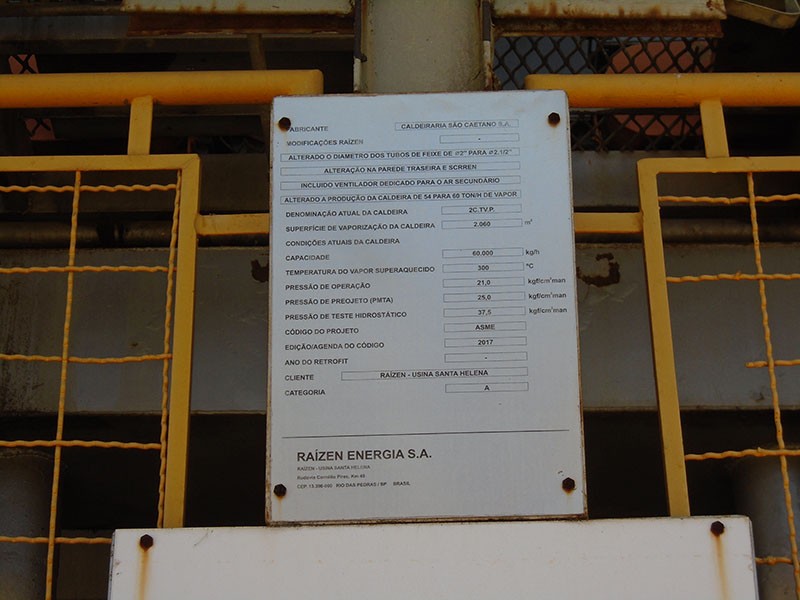 FABRICANTE CALDEIRARIA SÃO CAETANO S.A.
MODIFICAÇÕES RAÍZEN -
ALTERADO O DIAMETRO DOS TUBOS DE FEIXE DE ø2" PARA ø2.1/2"
ALTERAÇÃO NA PAREDE TRASEIRA E SCRREN
INCLUIDO VENTILADOR DEDICADO PARA O AR SECUNDÁRIO
ALTERADO A PRODUÇÃO DA CALDEIRA DE 54 PARA 60 TON/H DE VAPOR
DENOMINAÇÃO ATUAL DA CALDEIRA 2C.TV.P.
SUPERFÍCIE DE VAPORIZAÇÃO DA CALDEIRA 2.060 m²
CONDIÇÕES ATUAIS DA CALDEIRA
CAPACIDADE 60.000 kg/h
TEMPERATURA DO VAPOR SUPERAQUECIDO 300 °C
PRESSÃO DE OPERAÇÃO 21,0 kgf/cm²man
PRESSÃO DE PREOJETO (PMTA) 25,0 kgf/cm²man
PRESSÃO DE TESTE HIDROSTÁTICO 37,5 kgf/cm²man
CÓDIGO DO PROJETO ASME
EDIÇÃO/AGENDA DO CÓDIGO 2017
ANO DO RETROFIT -
CLIENTE RAÍZEN - USINA SANTA HELENA
CATEGORIA A
RAÍZEN ENERGIA S.A.
RAÍZEN - USINA SANTA HELENA
Rodovia Cornélio Pires, Km
CEP RIO DAS PEDRAS / SP BRASIL